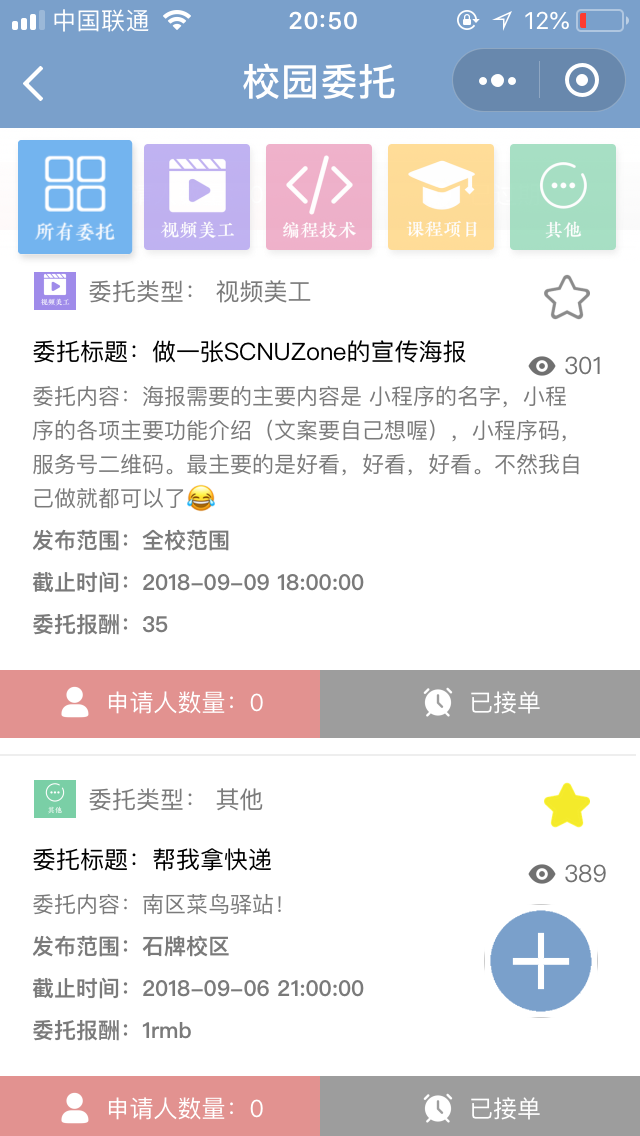 中国联通 20:50 12%
校园委托
所有委托 视频美工 编程技术 课程项目 其他
视频美工 委托类型： 视频美工
委托标题：做一张SCNUZone的宣传海报
301
委托内容：海报需要的主要内容是 小程序的名字，小程
序的各项主要功能介绍（文案要自己想喔），小程序码，
服务号二维码。最主要的是好看，好看，好看。不然我自
己做就都可以了😂
发布范围：全校范围
截止时间：2018-09-09 18:00:00
委托报酬：35
申请人数量：0 已接单
其他 委托类型： 其他
委托标题：帮我拿快递
389
委托内容：南区菜鸟驿站！
发布范围：石牌校区
截止时间：2018-09-06 21:00:00
委托报酬：1rmb
申请人数量：0 已接单